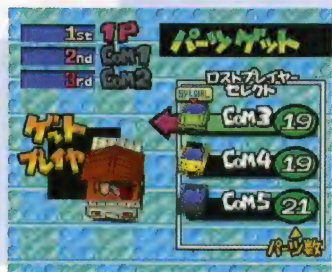 1st 1P
2nd COM1
3rd COM2
パーツゲット
ロストプレイヤー
セレクト
COM3 19
COM4 19
COM5 21
パーツ数
ゲット
プレイヤ